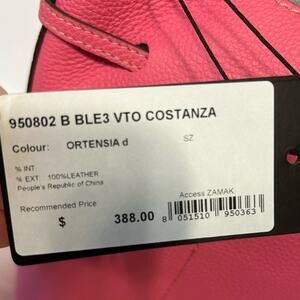 950802 B BLE3 VTO COSTANZA
Colour: ORTENSIA d SZ
% INT
% EXT 100%LEATHER
People's Republic of China
Access ZAMAK
Recommended Price
$ 388.00
8 051510 950363